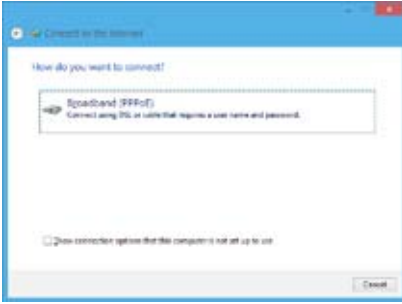 Connect to the Internet
How do you want to connect?
Broadband (PPPoE)
Connect using DSL or cable that requires a user name and password.
Show connection options that this computer is not set up to use
Cancel